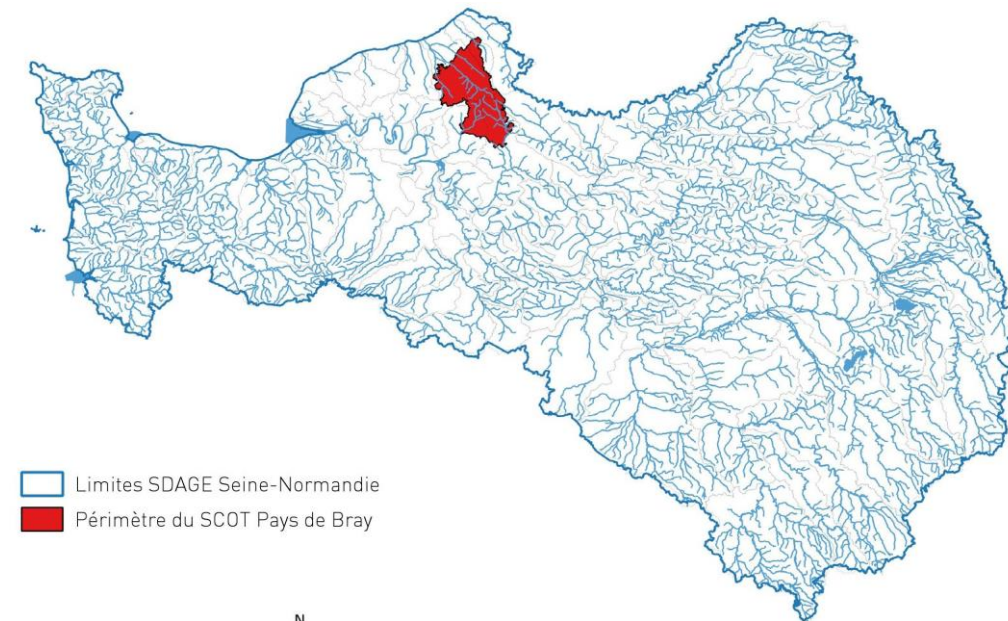 Limites SDAGE Seine-Normandie
Périmètre du SCOT Pays de Bray
N